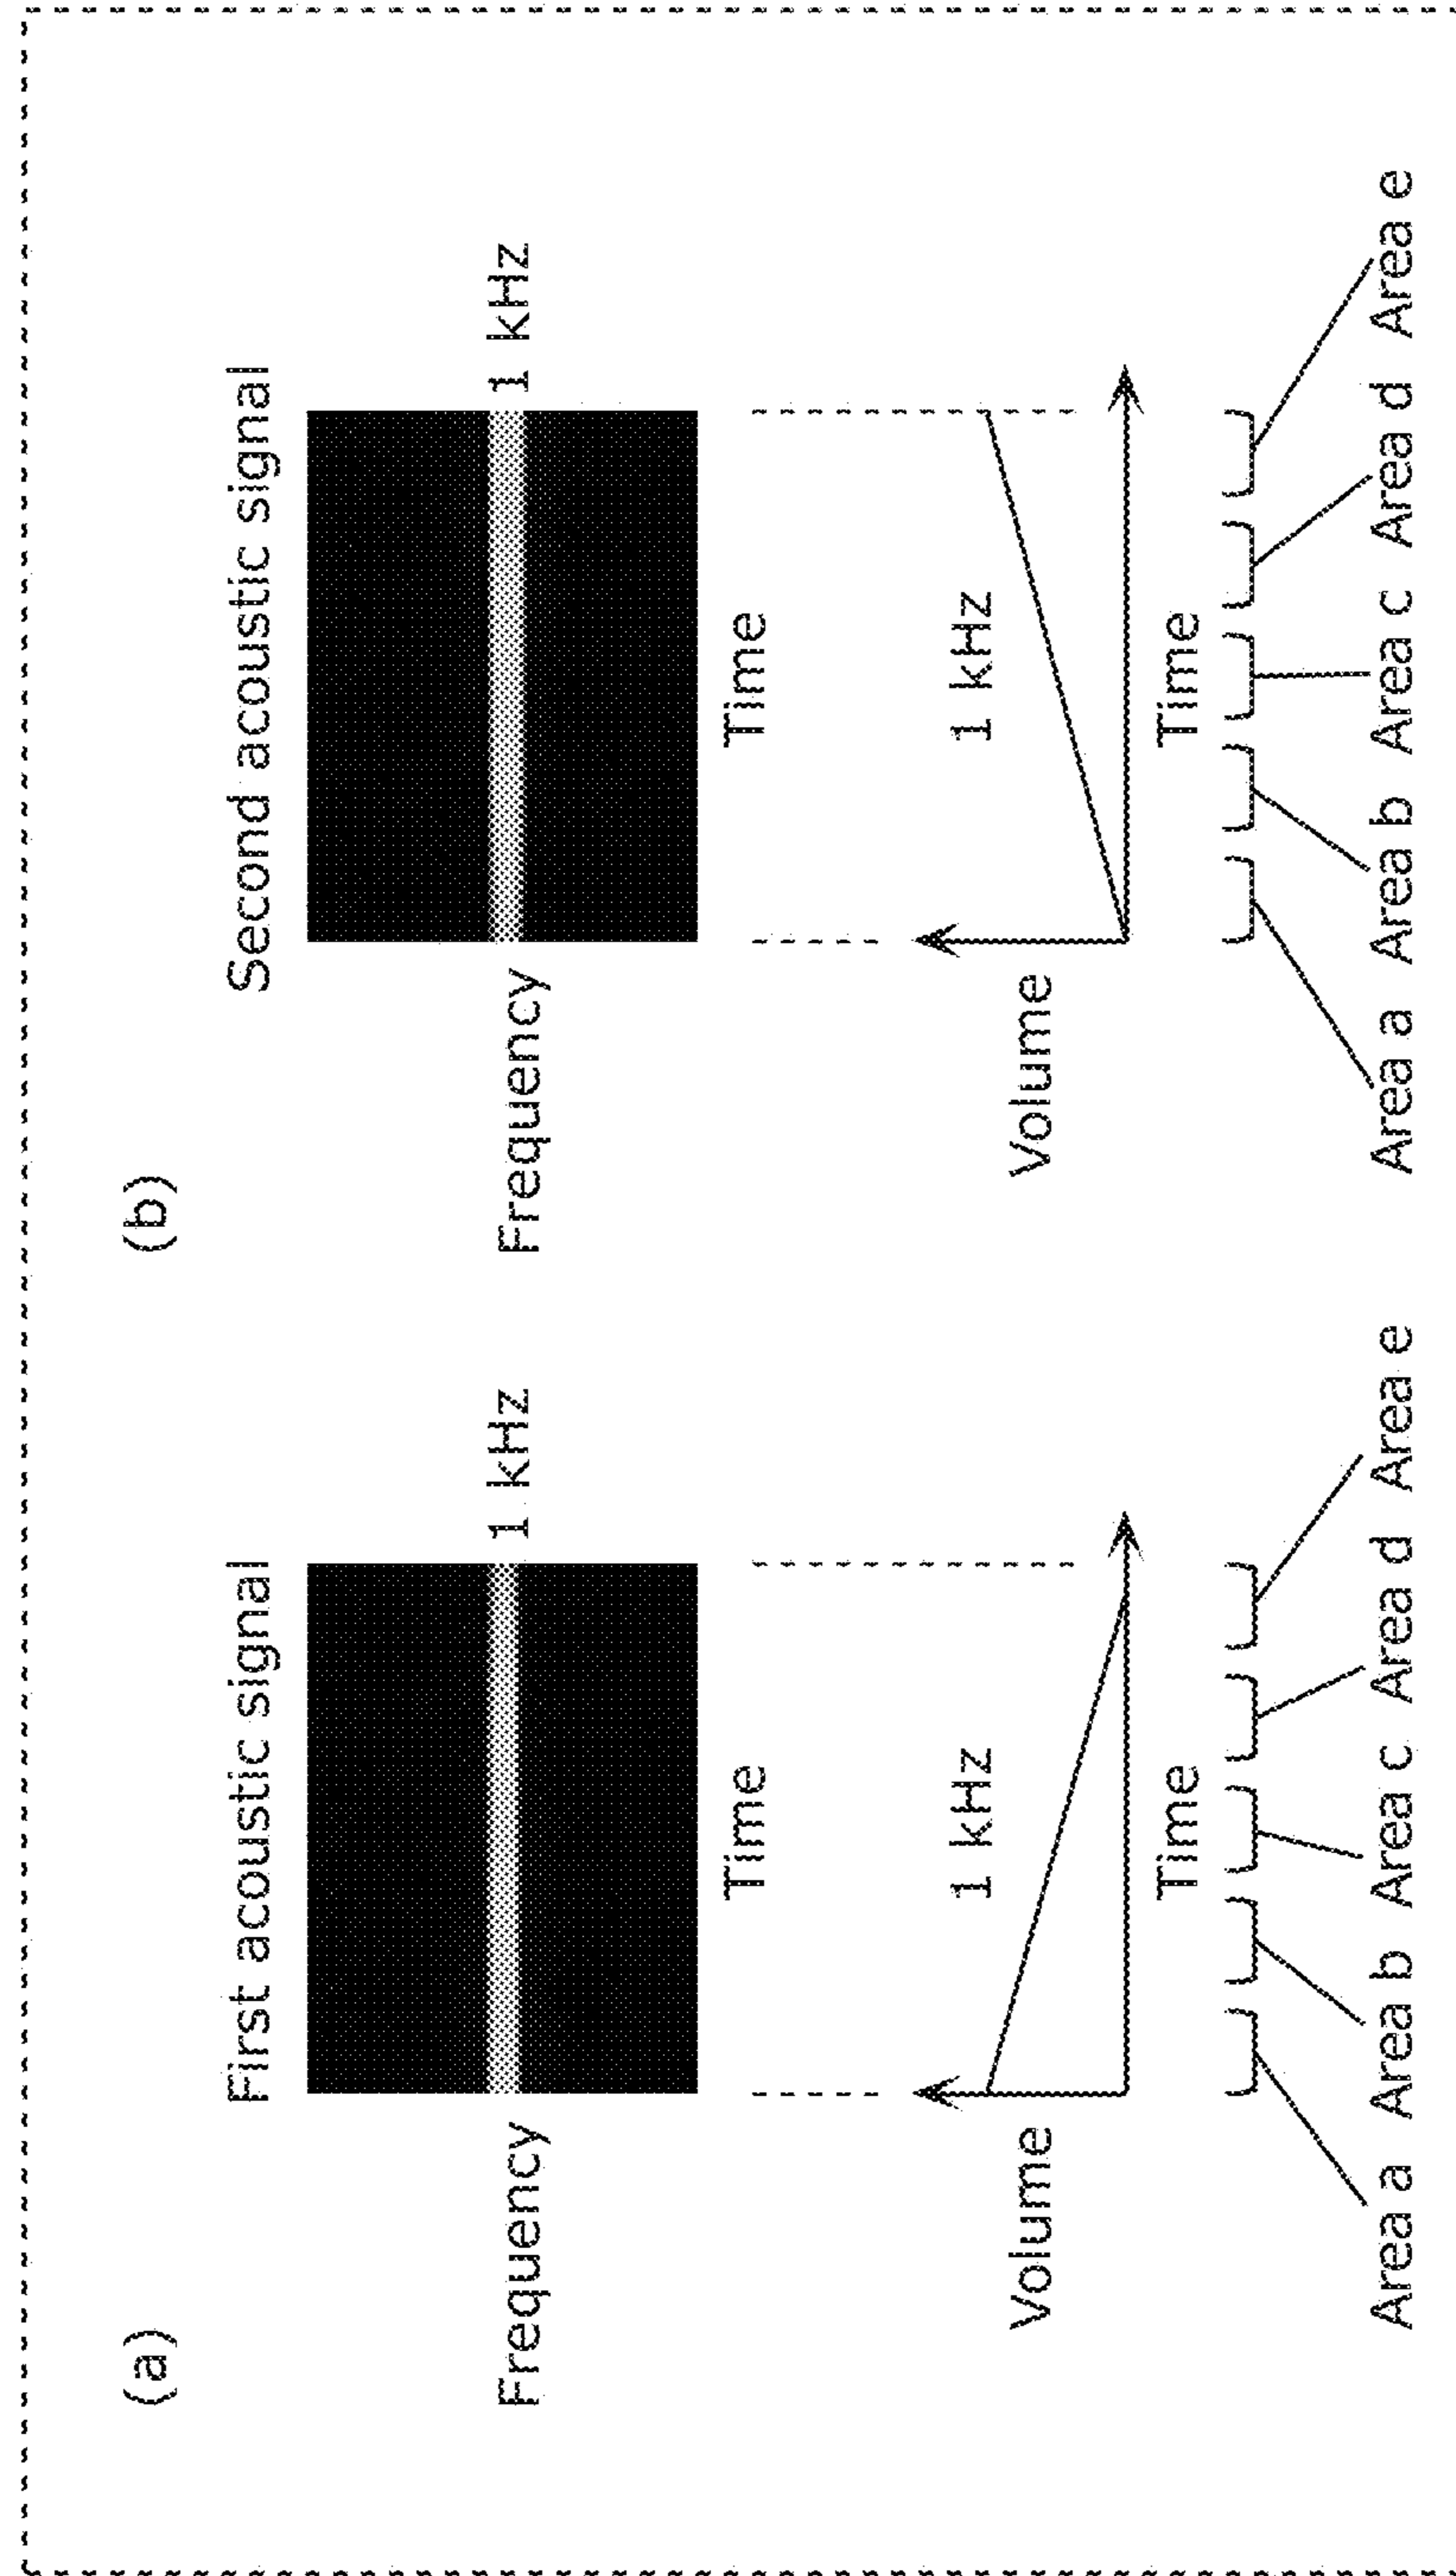 (a)
First acoustic signal
Frequency
1 kHz
Time
Volume
1 kHz
Time
Area a Area b Area c Area d Area e
(b)
Second acoustic signal
Frequency
1 kHz
Time
Volume
1 kHz
Time
Area a Area b Area c Area d Area e